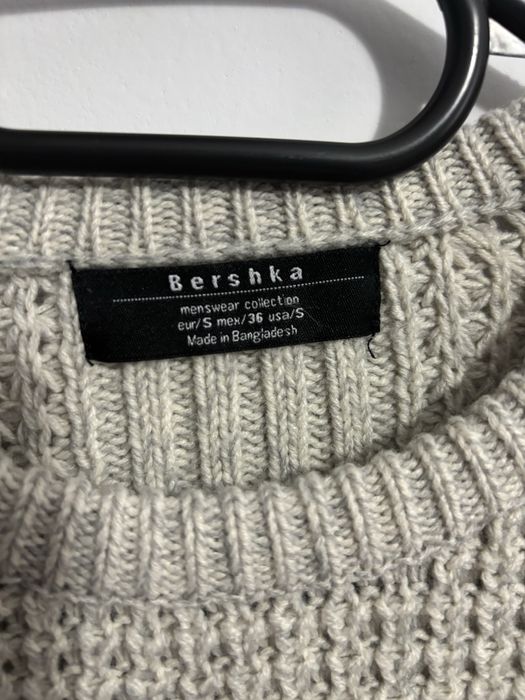 Bershka
menswear collection
eur/S mex/36 usa/S
Made in Bangladesh